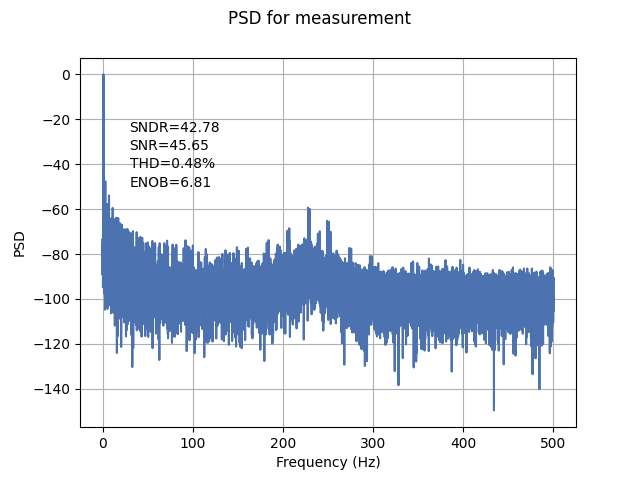 PSD for measurement
0
−20
−40
−60
−80
−100
−120
−140
PSD
SNDR=42.78
SNR=45.65
THD=0.48%
ENOB=6.81
0 100 200 300 400 500
Frequency (Hz)